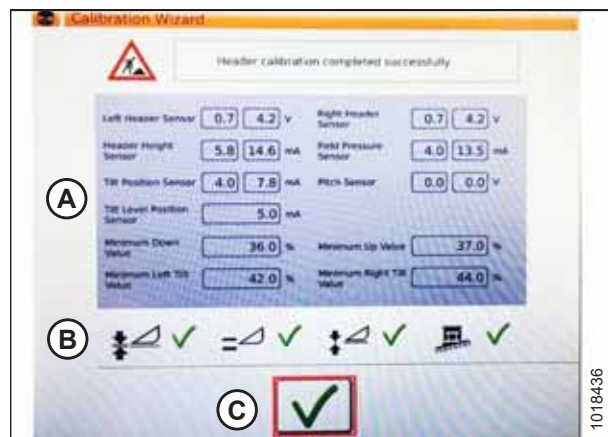 Calibration Wizard
Header calibration completed successfully
Left Header Sensor 0.7 4.2 v Right Header Sensor 0.7 4.2 v
Header Height Sensor 5.8 14.6 mA Field Pressure Sensor 4.0 13.5 mA
Tilt Position Sensor 4.0 7.8 mA Pitch Sensor 0.0 0.0 v
Tilt Level Position Sensor 5.0 mA
Minimum Down Value 36.0 % Minimum Up Value 37.0 %
Minimum Left Tilt Value 42.0 % Minimum Right Tilt Value 44.0 %
A
B
C
1018436